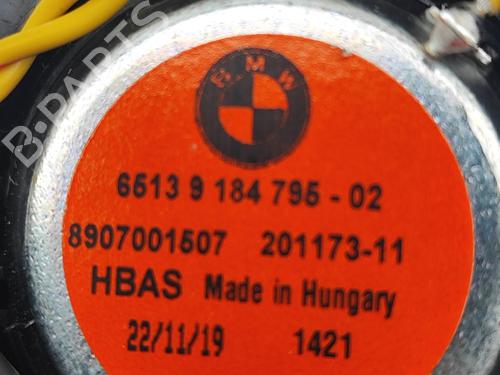 B-PARTS
BMW
6513 9 184 795 - 02
8907001507 201173-11
HBAS Made in Hungary
22/11/19 1421